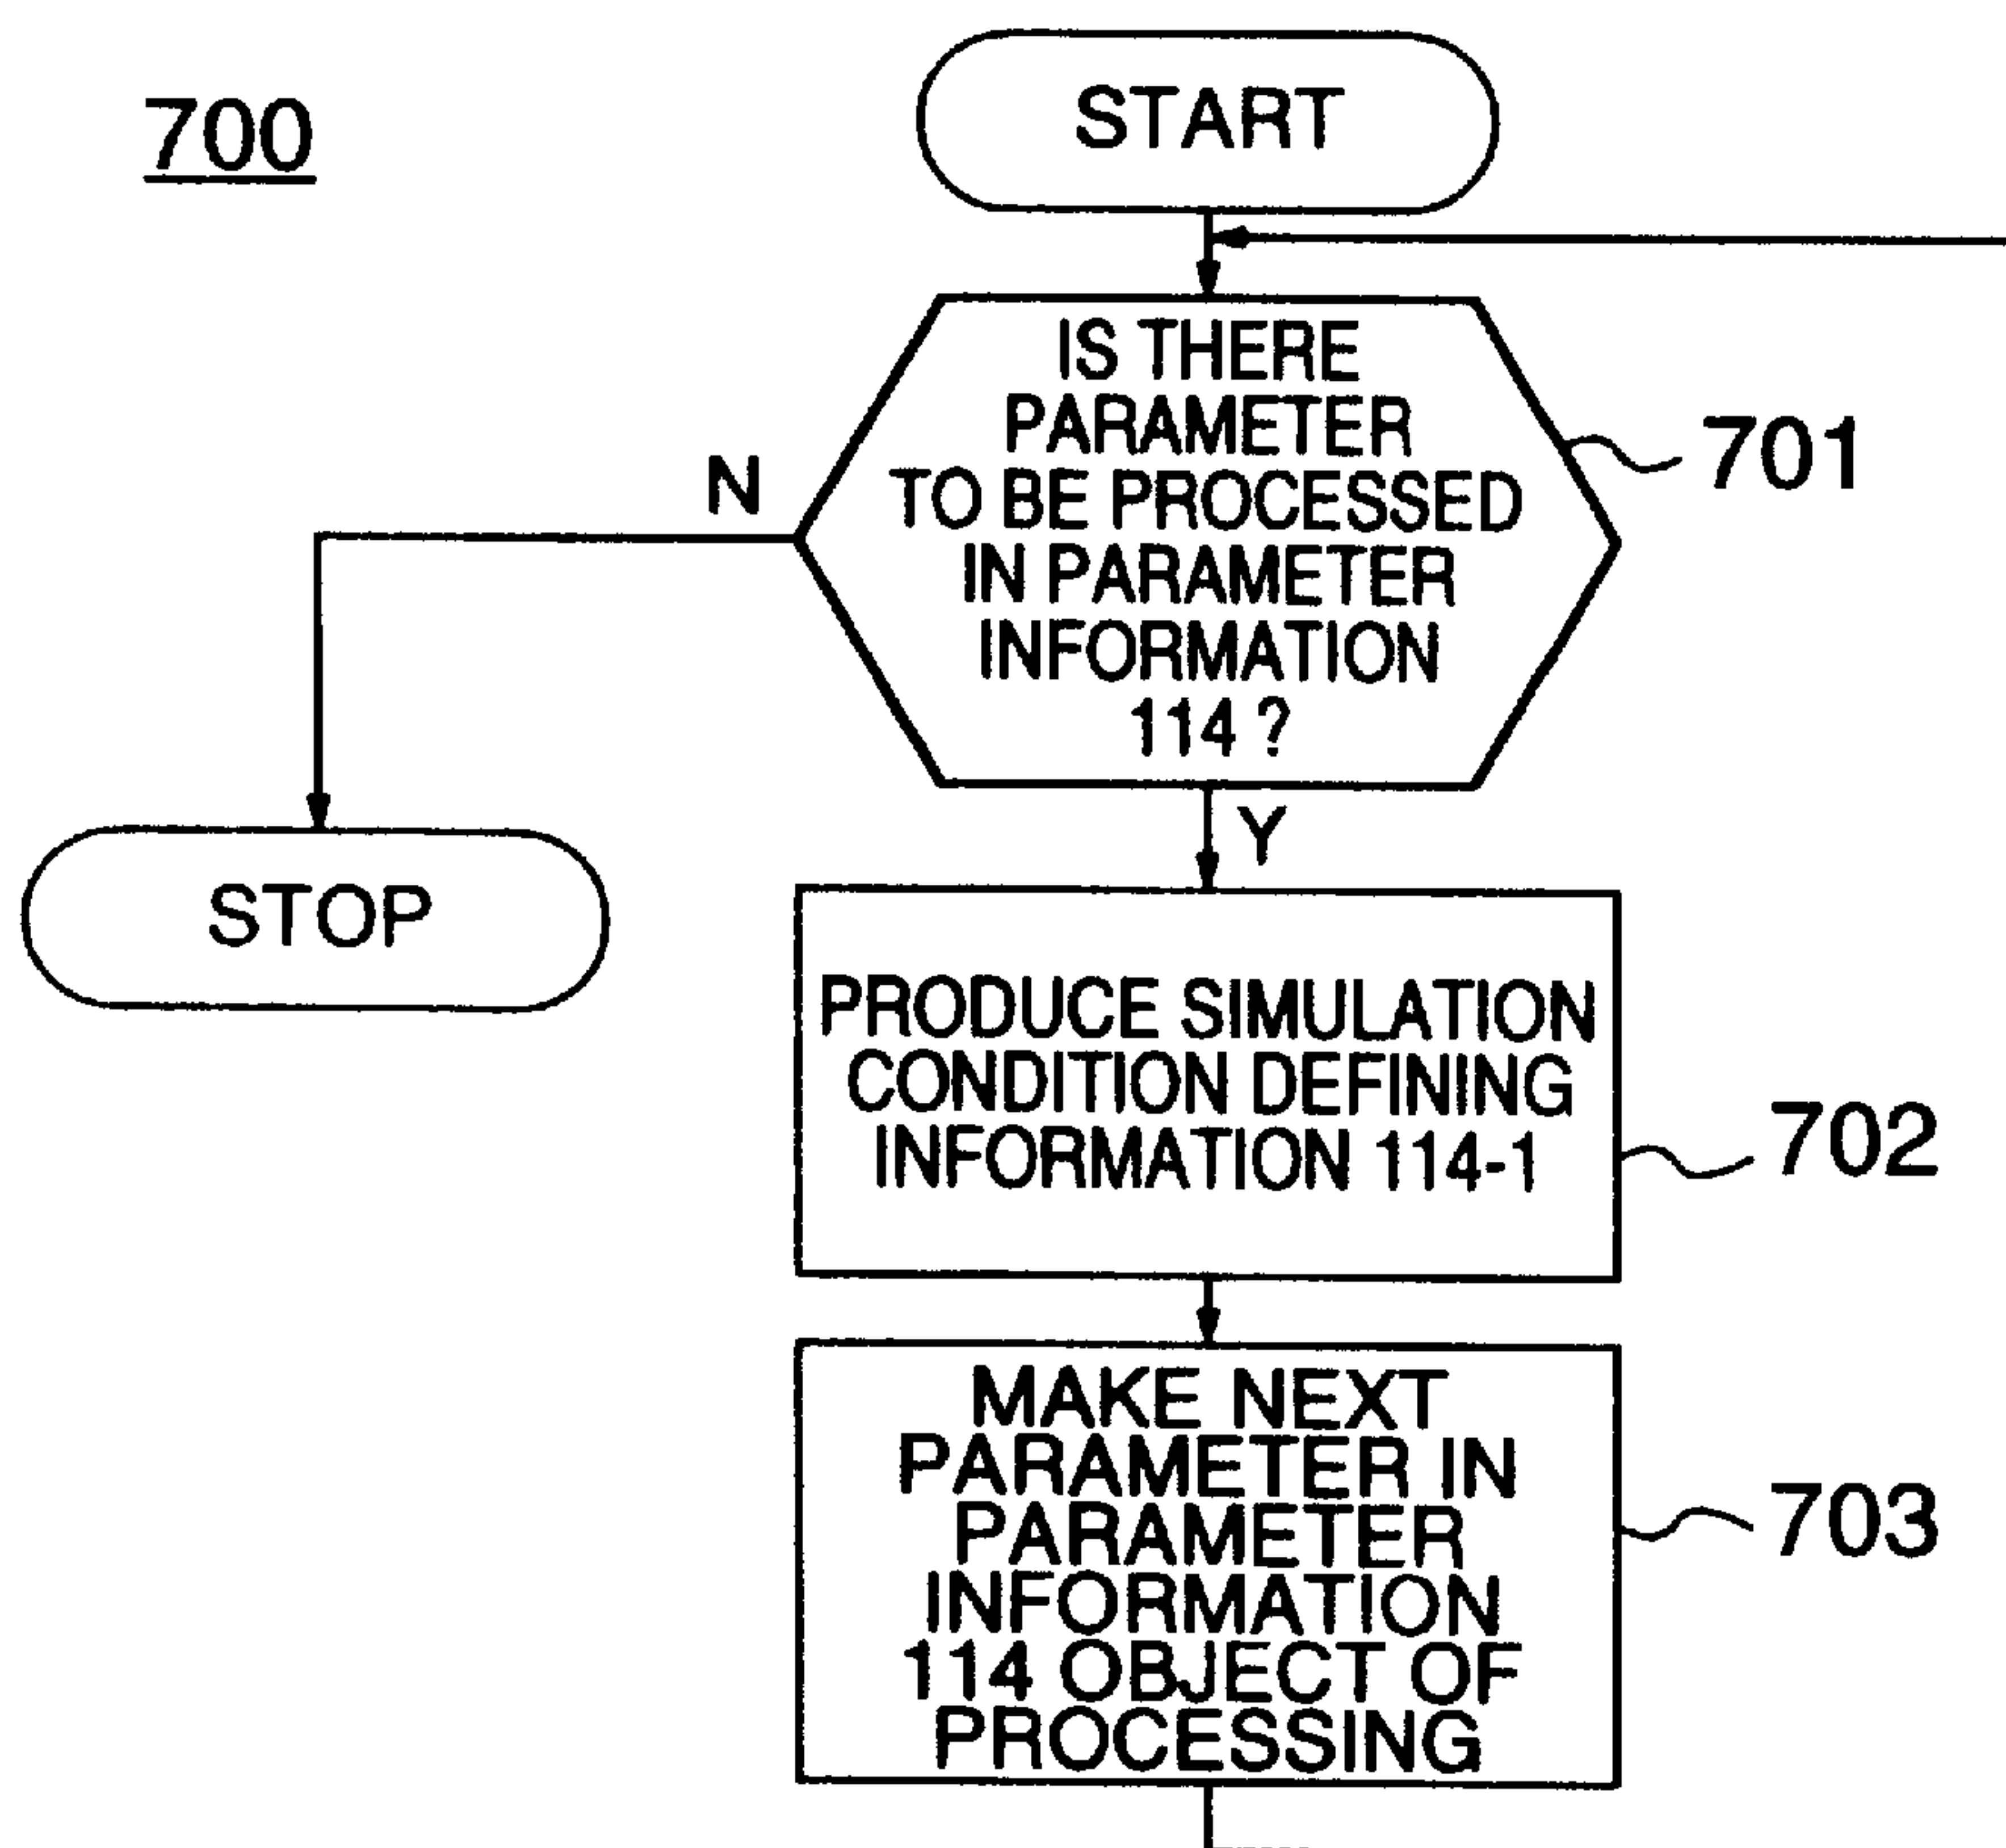 700
START
IS THERE
PARAMETER
TO BE PROCESSED
IN PARAMETER
INFORMATION
114 ?
701
N
Y
STOP
PRODUCE SIMULATION
CONDITION DEFINING
INFORMATION 114-1
702
MAKE NEXT
PARAMETER IN
PARAMETER
INFORMATION
114 OBJECT OF
PROCESSING
703